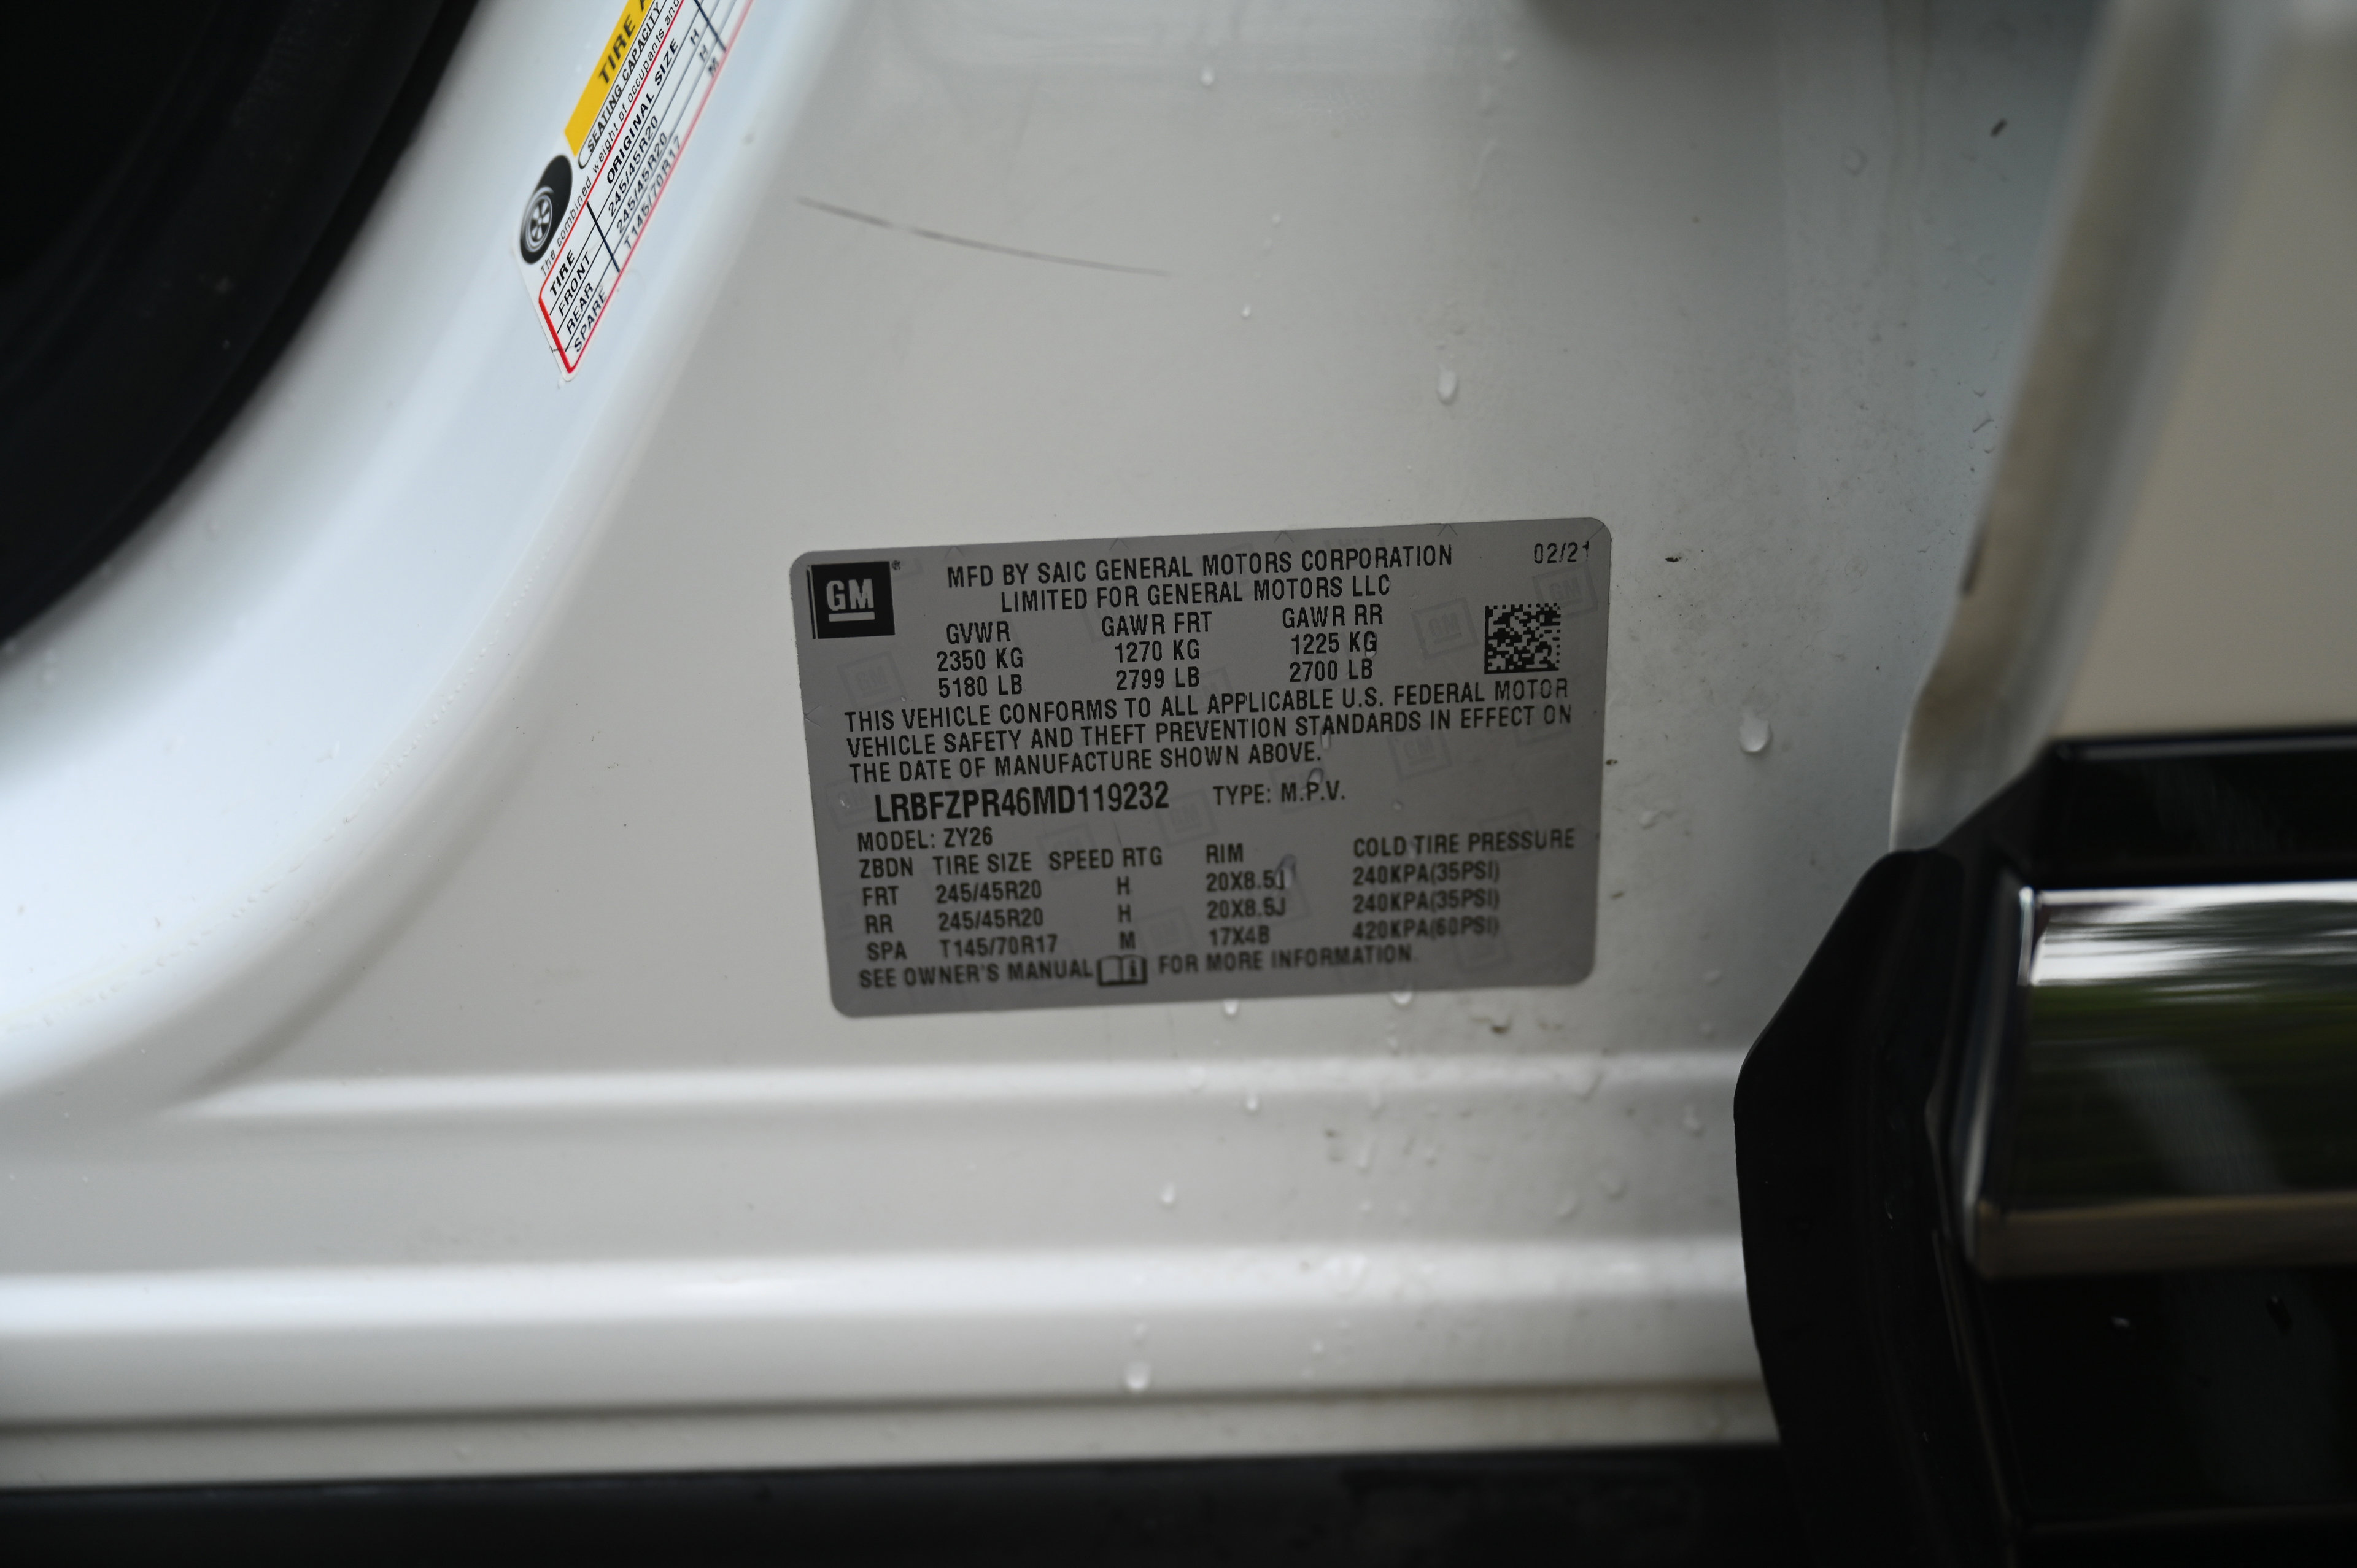 TIRE
SEATING CAPACITY
The combined weight of occupants and
TIRE ORIGINAL SIZE
FRONT 245/45R20 H
REAR 245/45R20 H
SPARE T145/70R17 M
GM®
MFD BY SAIC GENERAL MOTORS CORPORATION 02/21
LIMITED FOR GENERAL MOTORS LLC
GVWR GAWR FRT GAWR RR
2350 KG 1270 KG 1225 KG
5180 LB 2799 LB 2700 LB
THIS VEHICLE CONFORMS TO ALL APPLICABLE U.S. FEDERAL MOTOR
VEHICLE SAFETY AND THEFT PREVENTION STANDARDS IN EFFECT ON
THE DATE OF MANUFACTURE SHOWN ABOVE.
LRBFZPR46MD119232 TYPE: M.P.V.
MODEL: ZY26
ZBDN TIRE SIZE SPEED RTG RIM COLD TIRE PRESSURE
FRT 245/45R20 H 20X8.5J 240KPA(35PSI)
RR 245/45R20 H 20X8.5J 240KPA(35PSI)
SPA T145/70R17 M 17X4B 420KPA(60PSI)
SEE OWNER'S MANUAL FOR MORE INFORMATION.